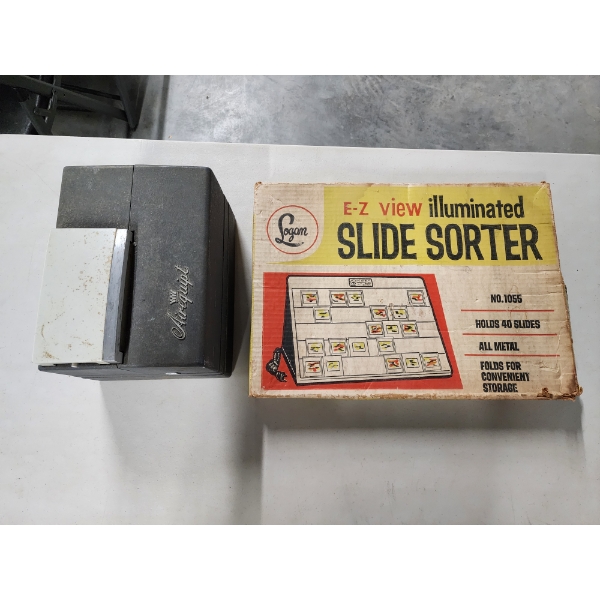 Airequipt
Logan
E-Z view illuminated
SLIDE SORTER
NO.1055
HOLDS 40 SLIDES
ALL METAL
FOLDS FOR
CONVENIENT
STORAGE